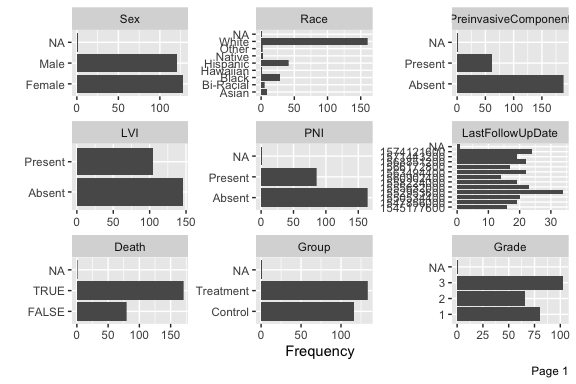 Sex
NA
Male
Female
0 50 100
Race
NA
White
Other
Native
Hispanic
Hawaiian
Black
Bi-Racial
Asian
0 50 100 150
PreinvasiveComponent
NA
Present
Absent
0 50 100 150
LVI
Present
Absent
0 50 100 150
PNI
NA
Present
Absent
0 50 100 150
LastFollowUpDate
NA
1574121600
1545177600
0 10 20 30
Death
NA
TRUE
FALSE
0 50 100 150
Group
NA
Treatment
Control
0 50 100
Grade
NA
3
2
1
0 25 50 75 100
Frequency
Page 1